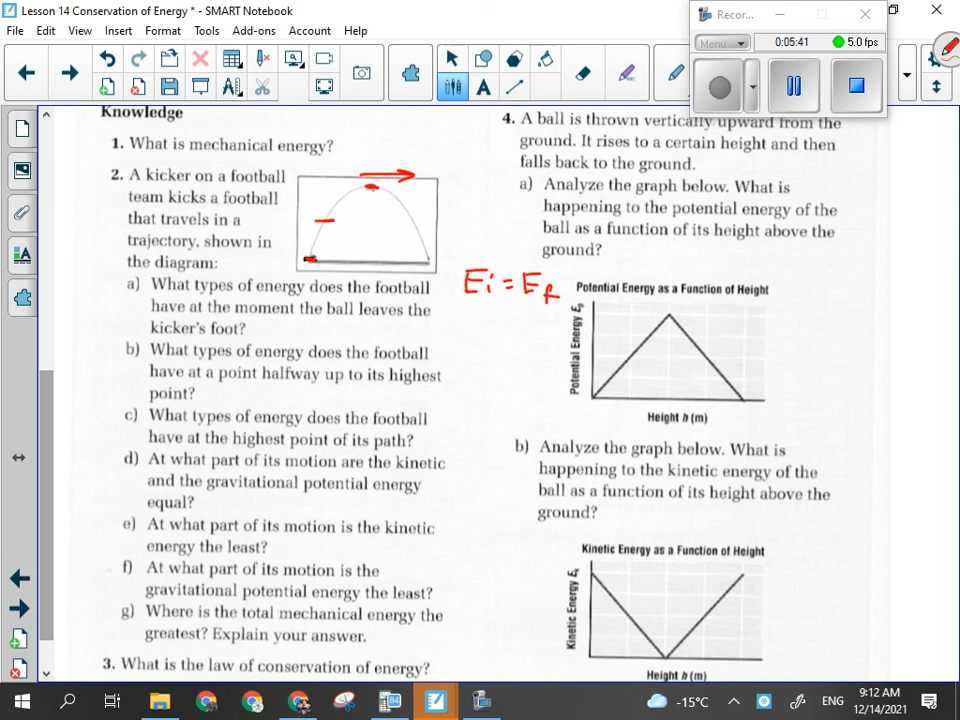 Lesson 14 Conservation of Energy * - SMART Notebook
File Edit View Insert Format Tools Add-ons Account Help
Recor...
Menu
0:05:41
5.0 fps
Knowledge
1. What is mechanical energy?
2. A kicker on a football
team kicks a football
that travels in a
trajectory, shown in
the diagram:
a) What types of energy does the football
have at the moment the ball leaves the
kicker's foot?
b) What types of energy does the football
have at a point halfway up to its highest
point?
c) What types of energy does the football
have at the highest point of its path?
d) At what part of its motion are the kinetic
and the gravitational potential energy
equal?
e) At what part of its motion is the kinetic
energy the least?
f) At what part of its motion is the
gravitational potential energy the least?
g) Where is the total mechanical energy the
greatest? Explain your answer.
3. What is the law of conservation of energy?
Ei = Ef
4. A ball is thrown vertically upward from the
ground. It rises to a certain height and then
falls back to the ground.
a) Analyze the graph below. What is
happening to the potential energy of the
ball as a function of its height above the
ground?
Potential Energy as a Function of Height
Potential Energy Ep
Height h (m)
b) Analyze the graph below. What is
happening to the kinetic energy of the
ball as a function of its height above the
ground?
Kinetic Energy as a Function of Height
Kinetic Energy Ek
Height h (m)
-15°C
ENG
9:12 AM
12/14/2021